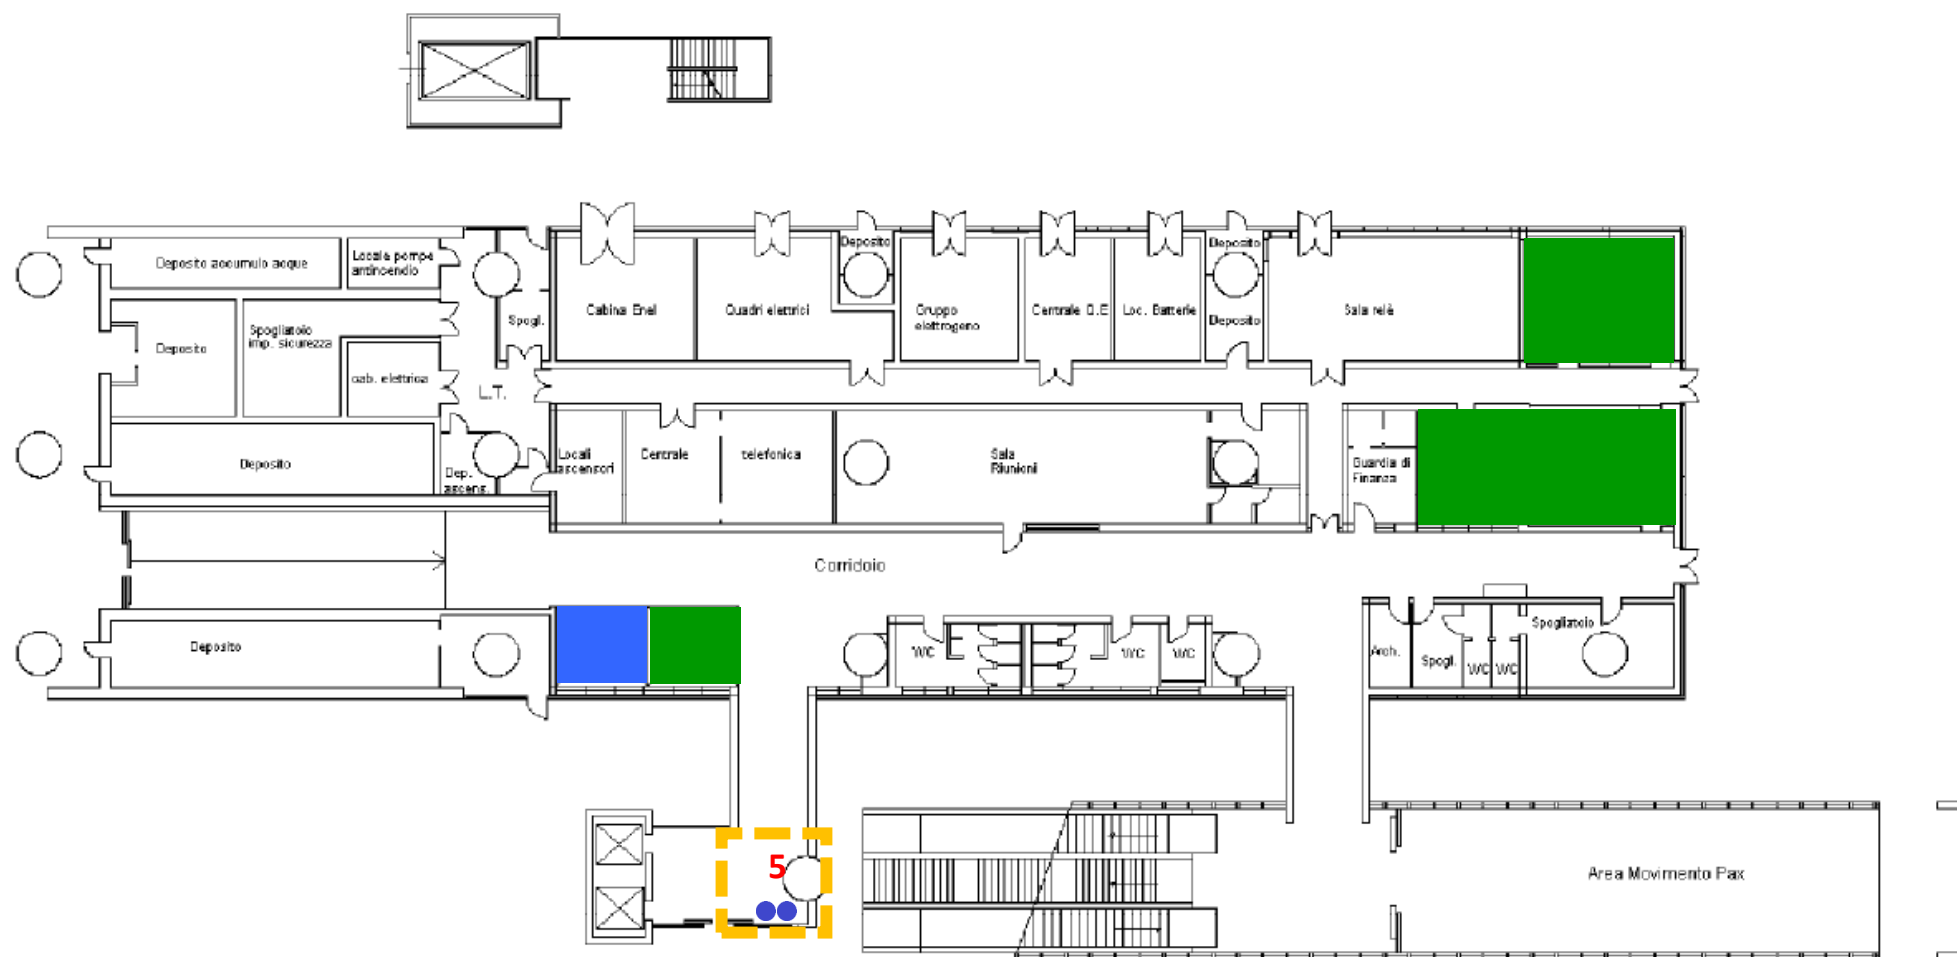 Deposito accumulo acque
Locale pompe
antincendio
Deposito
Spogliatoio
imp. sicurezza
cab. elettrica
L.T.
Spogl.
Cabina Enel
Quadri elettrici
Deposito
Gruppo
elettrogeno
Centrale Q.E
Loc. Batterie
Deposito
Deposito
Sala relè
Deposito
Dep.
ascens.
Locali
ascensori
Centrale
telefonica
Sala
Riunioni
Guardia di
Finanza
Corridoio
Deposito
WC
WC
WC
Arch.
Spogl.
WC
WC
Spogliatoio
5
Area Movimento Pax